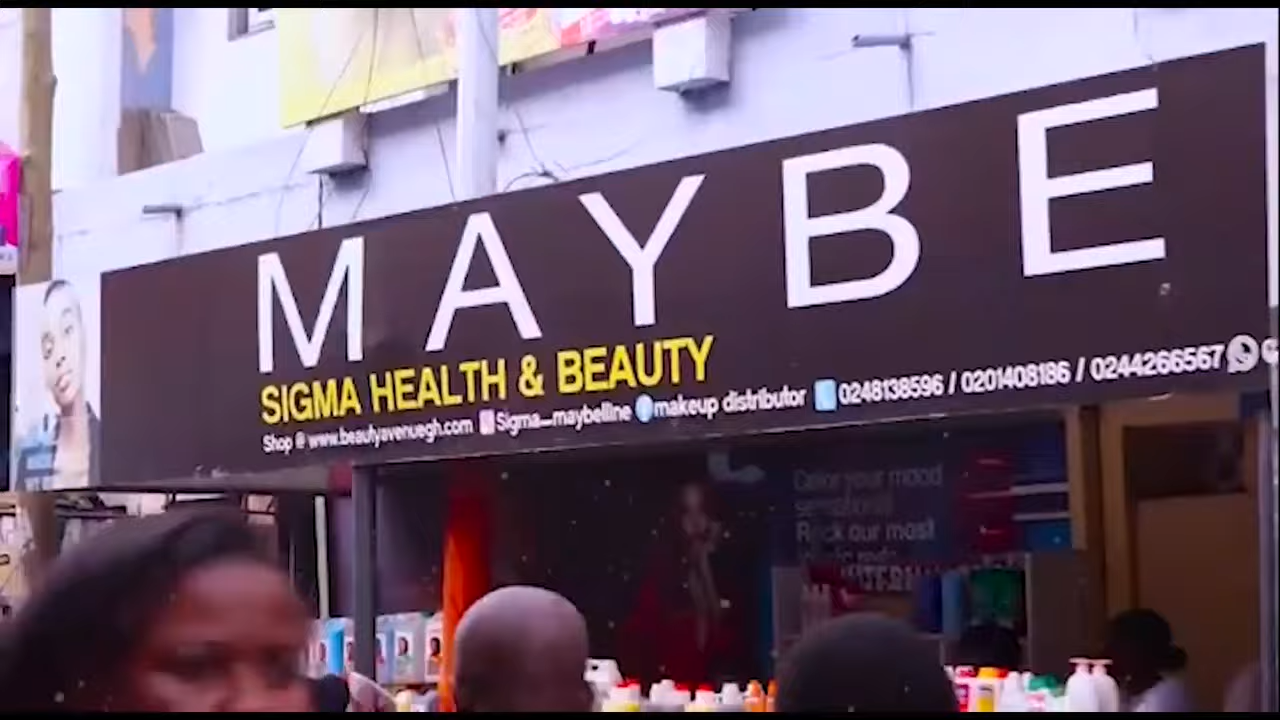 MAYBE
SIGMA HEALTH & BEAUTY
Shop @ www.beautyavenuegh.com Sigma_maybelline makeup distributor 0248138596 / 0201408186 / 0244266567
Color your mood
sensational
Rock our most